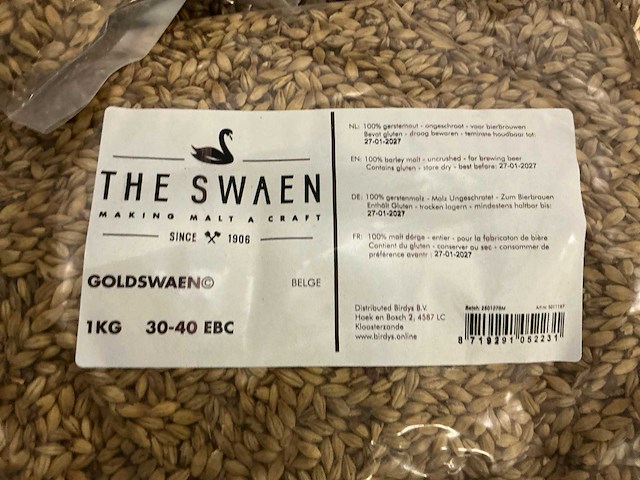 THE SWAEN
MAKING MALT A CRAFT
SINCE 1906
GOLDSWAEN© BELGE
1KG 30-40 EBC
NL: 100% gerstemout - ongeschroot - voor bierbrouwen
Bevat gluten - droog bewaren - tenminste houdbaar tot:
27-01-2027
EN: 100% barley malt - uncrushed - for brewing beer
Contains gluten - store dry - best before: 27-01-2027
DE: 100% gerstenmalz - Malz Ungeschrotet - Zum Bierbrauen
Enthält Gluten - trocken lagern - mindestens haltbar bis:
27-01-2027
FR: 100% malt dórge - entier - pour la fabricaton de bière
Contient du gluten - conserver au sec - consommer de
préférence avant : 27-01-2027
Distributed Birdys B.V.
Hoek en Bosch 2, 4587 LC
Kloosterzande
www.birdys.online
Batch:
8 719291 052231